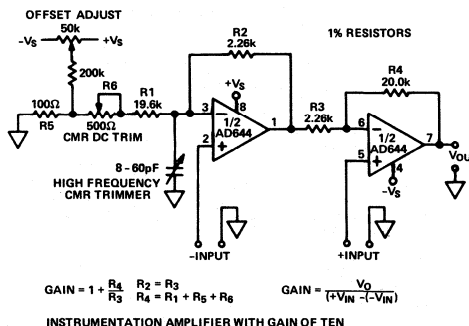 OFFSET ADJUST
50k
−VS +VS
200k
R6
R1
19.6k
100Ω
R5
500Ω
CMR DC TRIM
8–60pF
HIGH FREQUENCY
CMR TRIMMER
R2
2.26k
+VS
3
8
1/2
AD644
1
2
−INPUT
1% RESISTORS
R3
2.26k
R4
20.0k
6
1/2
AD644
7
5
4
−VS
VOUT
+INPUT
GAIN = 1 + R4/R3 R2 = R3
R4 = R1 + R5 + R6
GAIN = VO/(+VIN −(−VIN)
INSTRUMENTATION AMPLIFIER WITH GAIN OF TEN